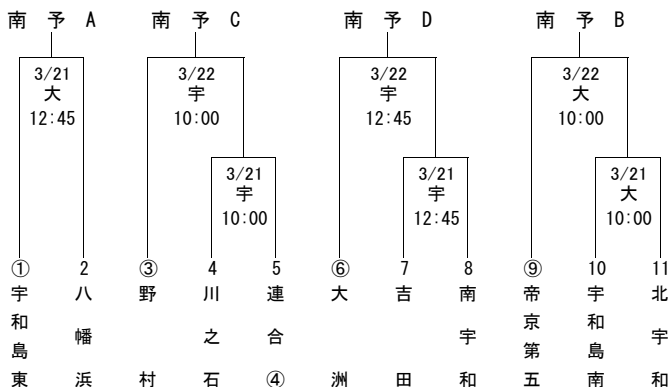 南予A 南予C 南予D 南予B
3/21 3/22 3/22 3/22
大 宇 宇 大
12:45 10:00 12:45 10:00
3/21 3/21 3/21
宇 宇 大
10:00 12:45 10:00
① 2 ③ 4 5 ⑥ 7 8 ⑨ 10 11
宇和島東
八幡浜
野村
川之石
連合④
大洲
吉田
南宇和
帝京第五
宇和島南
北宇和